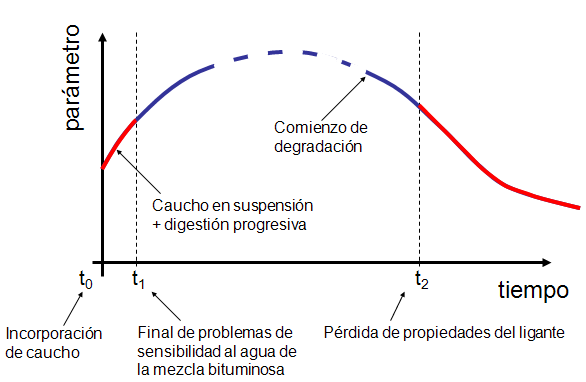 parámetro
Comienzo de
degradación
Caucho en suspensión
+ digestión progresiva
t0
t1
t2
tiempo
Incorporación
de caucho
Final de problemas de
sensibilidad al agua de
la mezcla bituminosa
Pérdida de propiedades del ligante